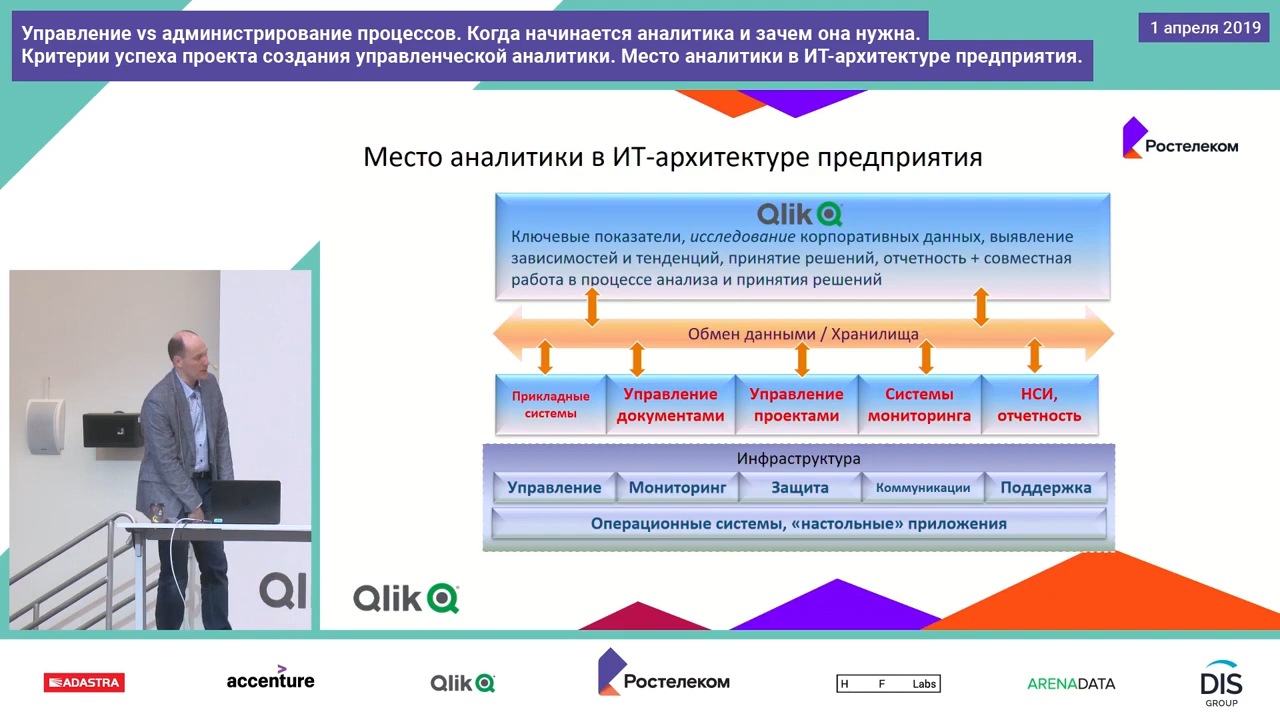 Управление vs администрирование процессов. Когда начинается аналитика и зачем она нужна.
Критерии успеха проекта создания управленческой аналитики. Место аналитики в ИТ-архитектуре предприятия.
1 апреля 2019
Место аналитики в ИТ-архитектуре предприятия
Ростелеком
Qlik
Ключевые показатели, исследование корпоративных данных, выявление
зависимостей и тенденций, принятие решений, отчетность + совместная
работа в процессе анализа и принятия решений
Обмен данными / Хранилища
Прикладные
системы
Управление
документами
Управление
проектами
Системы
мониторинга
НСИ,
отчетность
Инфраструктура
Управление
Мониторинг
Защита
Коммуникации
Поддержка
Операционные системы, «настольные» приложения
Qlik
Qli
ADASTRA
accenture
Qlik
Ростелеком
H F Labs
ARENADATA
DIS
GROUP